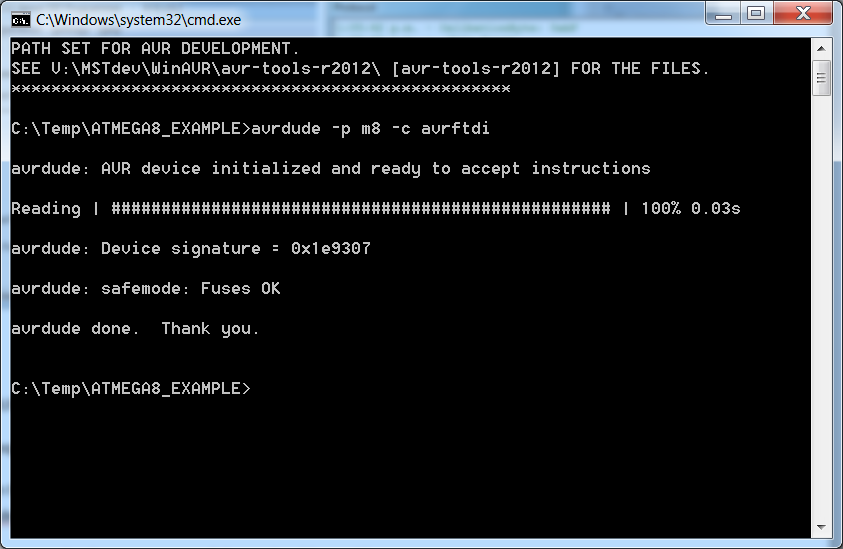 C:\Windows\system32\cmd.exe
PATH SET FOR AVR DEVELOPMENT.
SEE V:\MSTdev\WinAVR\avr-tools-r2012\ [avr-tools-r2012] FOR THE FILES.
**************************************************
C:\Temp\ATMEGA8_EXAMPLE>avrdude -p m8 -c avrftdi
avrdude: AVR device initialized and ready to accept instructions
Reading | ################################################## | 100% 0.03s
avrdude: Device signature = 0x1e9307
avrdude: safemode: Fuses OK
avrdude done.  Thank you.
C:\Temp\ATMEGA8_EXAMPLE>